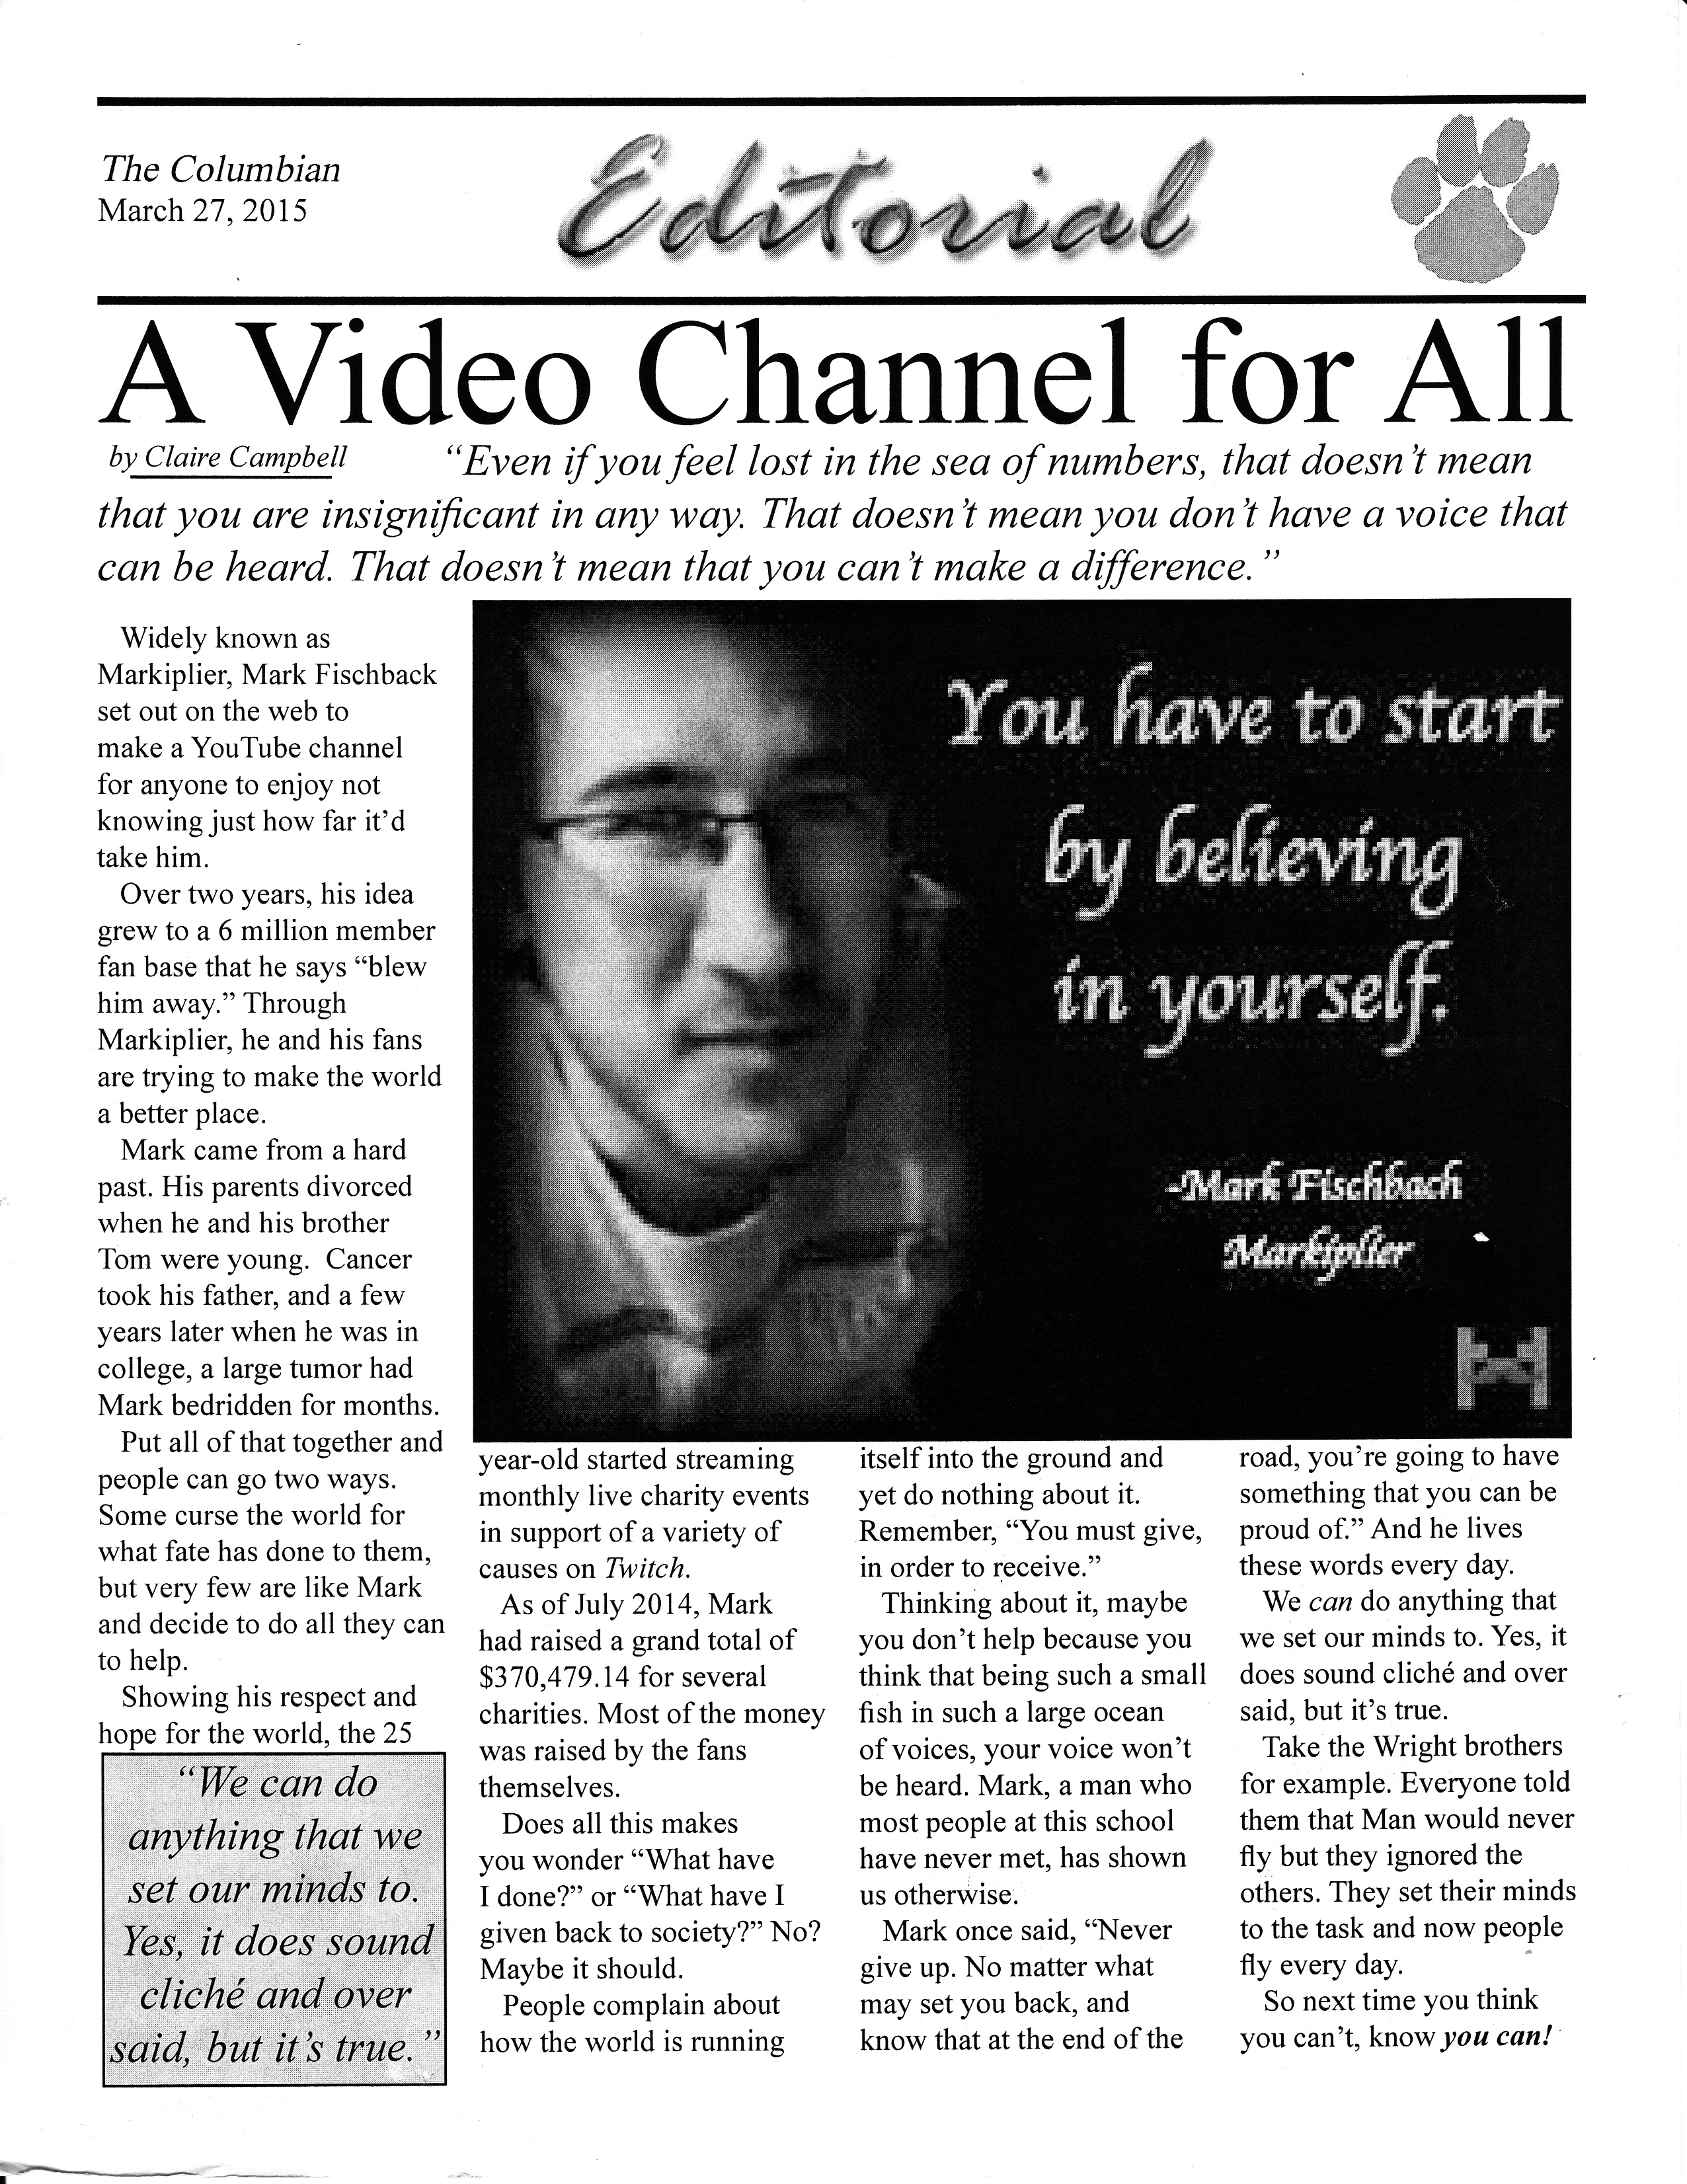 The Columbian
March 27, 2015
Editorial
A Video Channel for All
by Claire Campbell
“Even if you feel lost in the sea of numbers, that doesn’t mean
that you are insignificant in any way. That doesn’t mean you don’t have a voice that
can be heard. That doesn’t mean that you can’t make a difference.”
Widely known as
Markiplier, Mark Fischback
set out on the web to
make a YouTube channel
for anyone to enjoy not
knowing just how far it’d
take him.
Over two years, his idea
grew to a 6 million member
fan base that he says “blew
him away.” Through
Markiplier, he and his fans
are trying to make the world
a better place.
Mark came from a hard
past. His parents divorced
when he and his brother
Tom were young. Cancer
took his father, and a few
years later when he was in
college, a large tumor had
Mark bedridden for months.
Put all of that together and
people can go two ways.
Some curse the world for
what fate has done to them,
but very few are like Mark
and decide to do all they can
to help.
Showing his respect and
hope for the world, the 25
“We can do
anything that we
set our minds to.
Yes, it does sound
cliché and over
said, but it’s true.”
You have to start
by believing
in yourself.
-Mark Fischbach
Markiplier
year-old started streaming
monthly live charity events
in support of a variety of
causes on Twitch.
As of July 2014, Mark
had raised a grand total of
$370,479.14 for several
charities. Most of the money
was raised by the fans
themselves.
Does all this makes
you wonder “What have
I done?” or “What have I
given back to society?” No?
Maybe it should.
People complain about
how the world is running
itself into the ground and
yet do nothing about it.
Remember, “You must give,
in order to receive.”
Thinking about it, maybe
you don’t help because you
think that being such a small
fish in such a large ocean
of voices, your voice won’t
be heard. Mark, a man who
most people at this school
have never met, has shown
us otherwise.
Mark once said, “Never
give up. No matter what
may set you back, and
know that at the end of the
road, you’re going to have
something that you can be
proud of.” And he lives
these words every day.
We can do anything that
we set our minds to. Yes, it
does sound cliché and over
said, but it’s true.
Take the Wright brothers
for example. Everyone told
them that Man would never
fly but they ignored the
others. They set their minds
to the task and now people
fly every day.
So next time you think
you can’t, know you can!